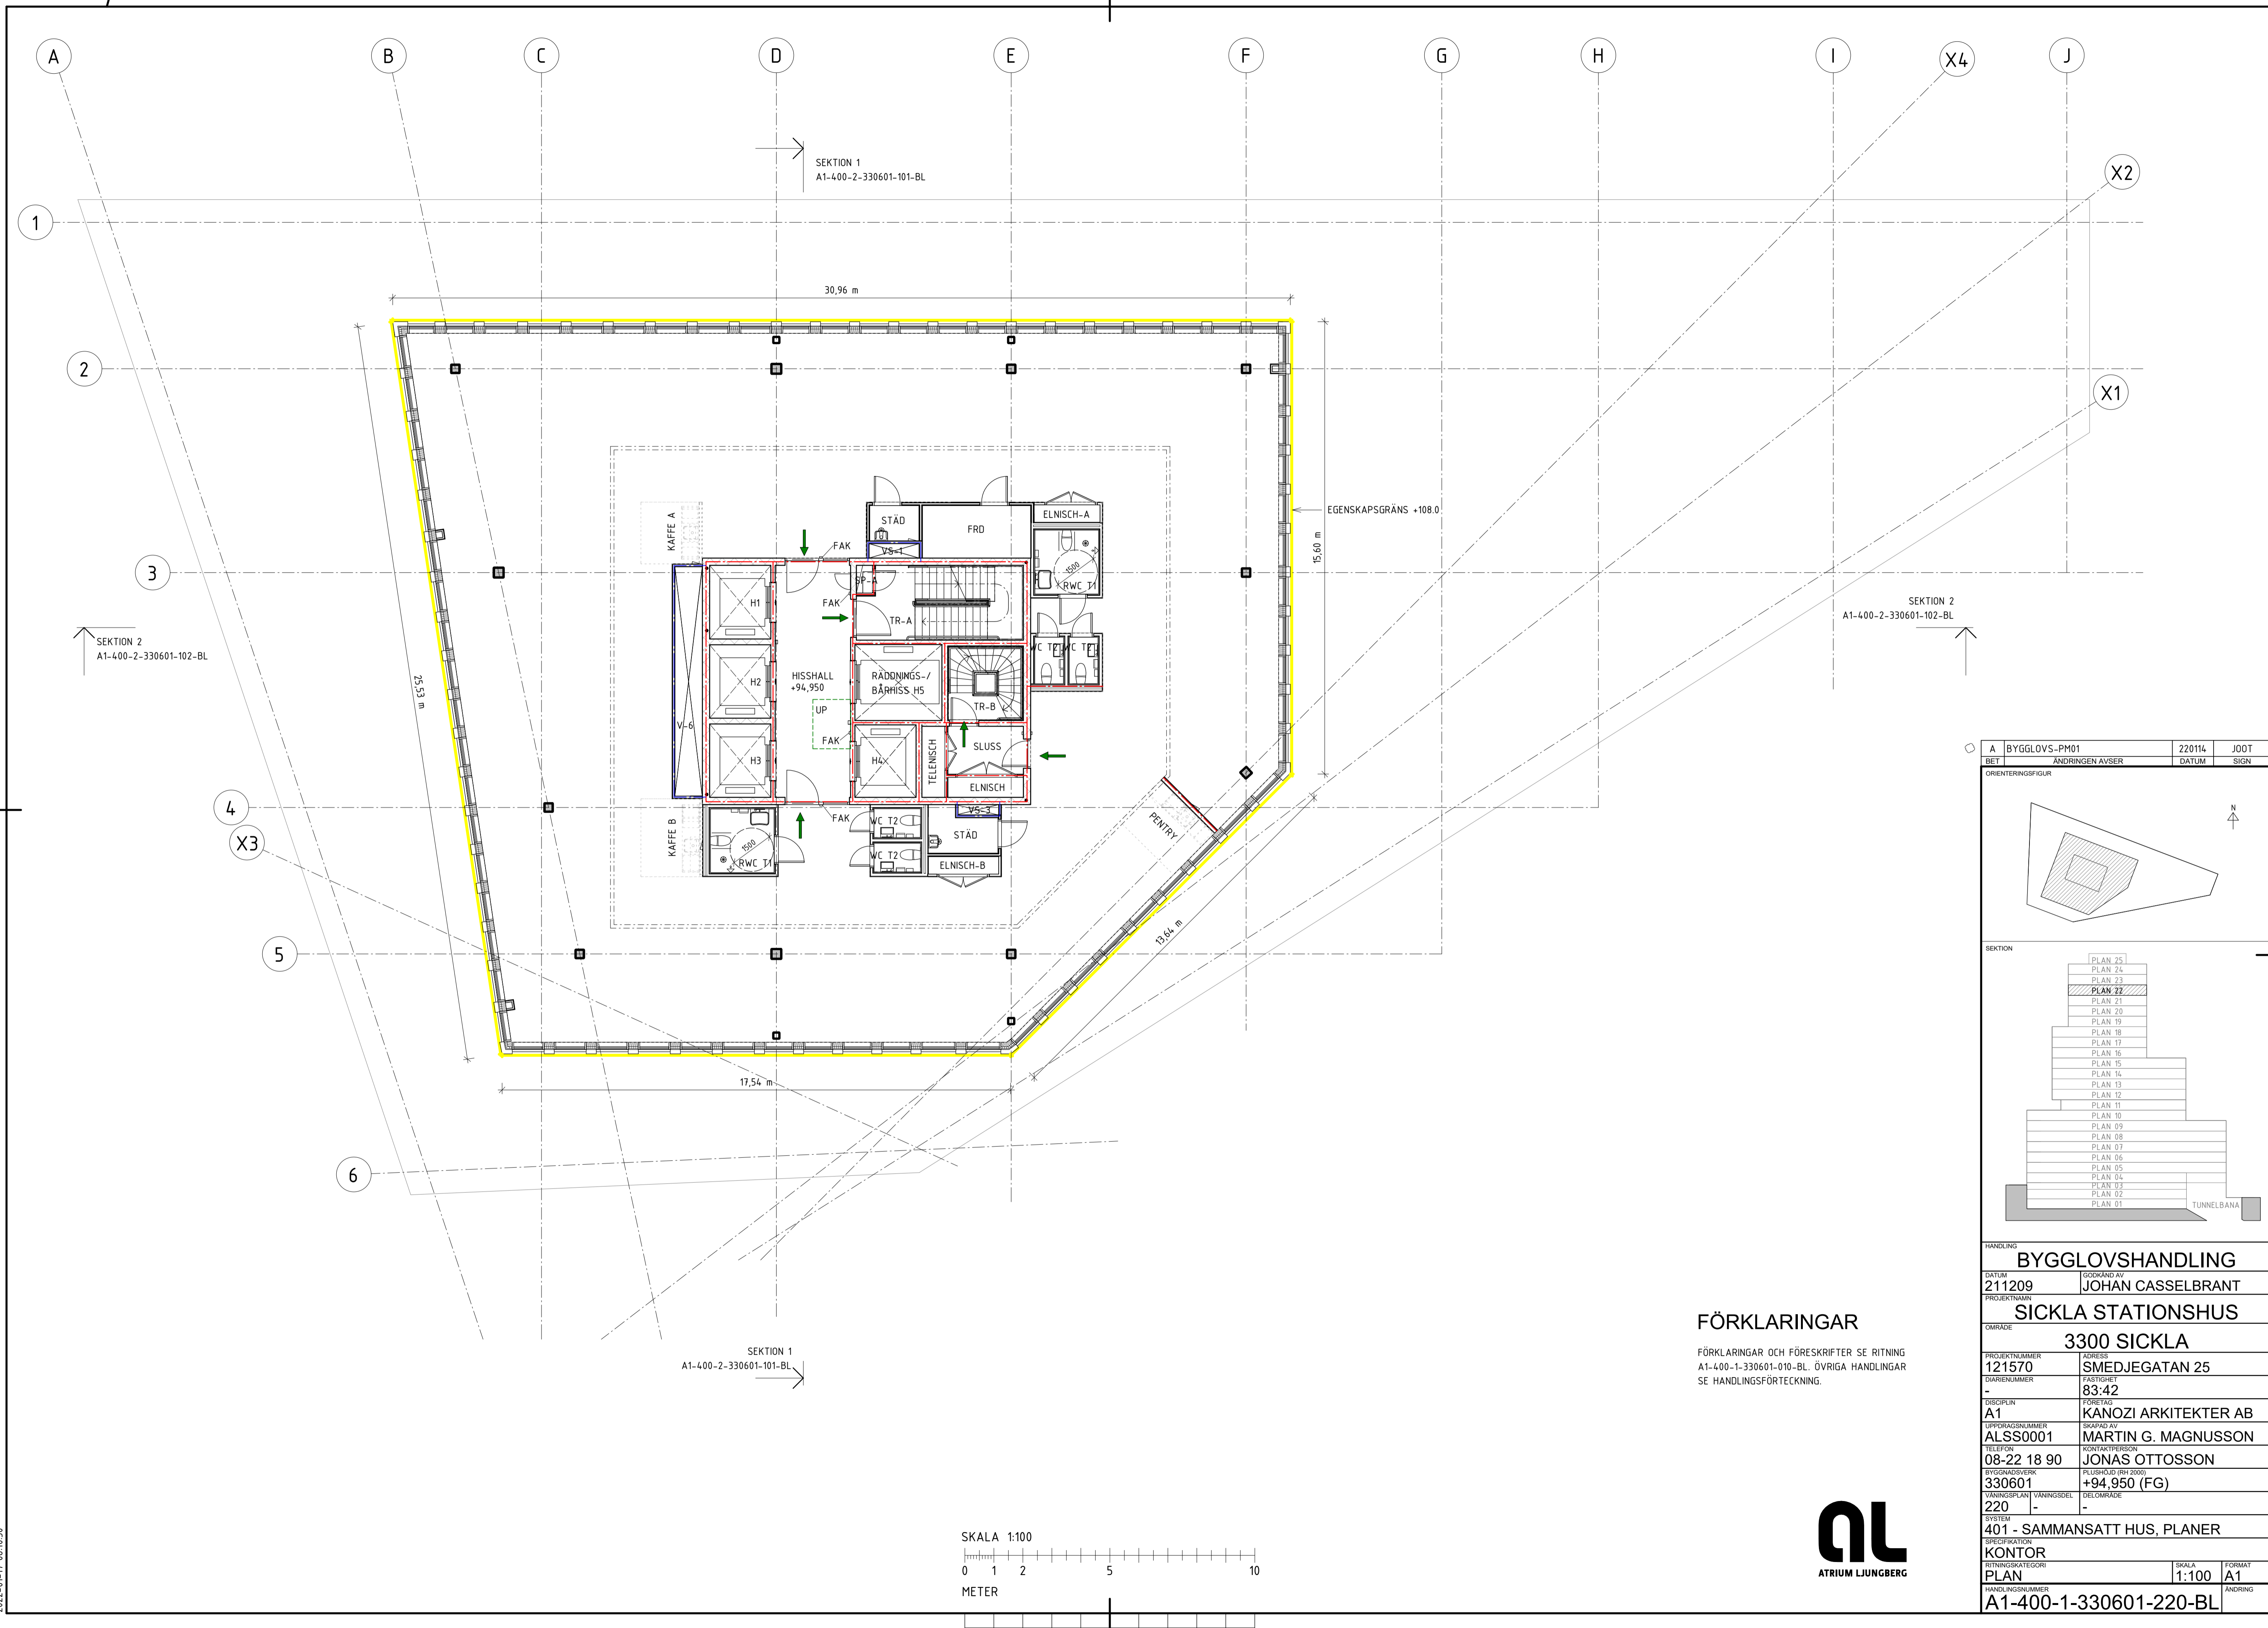 A
B
C
D
E
F
G
H
I
X4
J
X2
X1
1
2
3
4
X3
5
6
SEKTION 1
A1-400-2-330601-101-BL
30,96 m
EGENSKAPSGRÄNS +108.0
15,60 m
25,53 m
13,64 m
17,54 m
SEKTION 2
A1-400-2-330601-102-BL
SEKTION 2
A1-400-2-330601-102-BL
KAFFE A
STÄD
FRD
ELNISCH-A
VS-1
FAK
SP-A
FAK
1500
RWC T1
H1
TR-A
WC T2
WC T2
HISSHALL
+94,950
H2
RÄDDNINGS-/
BÅRHISS H5
UP
TR-B
V-6
FAK
H3
H4
TELENISCH
SLUSS
ELNISCH
VS-3
FAK
KAFFE B
1500
RWC T1
WC T2
WC T2
STÄD
ELNISCH-B
PENTRY
SEKTION 1
A1-400-2-330601-101-BL
SKALA 1:100
0 1 2 5 10
METER
FÖRKLARINGAR
FÖRKLARINGAR OCH FÖRESKRIFTER SE RITNING
A1-400-1-330601-010-BL. ÖVRIGA HANDLINGAR
SE HANDLINGSFÖRTECKNING.
aL
ATRIUM LJUNGBERG
A BYGGLOVS-PM01 220114 JOOT
BET ÄNDRINGEN AVSER DATUM SIGN
ORIENTERINGSFIGUR
N
SEKTION
PLAN 25
PLAN 24
PLAN 23
PLAN 22
PLAN 21
PLAN 20
PLAN 19
PLAN 18
PLAN 17
PLAN 16
PLAN 15
PLAN 14
PLAN 13
PLAN 12
PLAN 11
PLAN 10
PLAN 09
PLAN 08
PLAN 07
PLAN 06
PLAN 05
PLAN 04
PLAN 03
PLAN 02
PLAN 01
TUNNELBANA
HANDLING
BYGGLOVSHANDLING
DATUM GODKÄND AV
211209 JOHAN CASSELBRANT
PROJEKTNAMN
SICKLA STATIONSHUS
OMRÅDE
3300 SICKLA
PROJEKTNUMMER ADRESS
121570 SMEDJEGATAN 25
DIARIENUMMER FASTIGHET
- 83:42
DISCIPLIN FÖRETAG
A1 KANOZI ARKITEKTER AB
UPPDRAGSNUMMER SKAPAD AV
ALSS0001 MARTIN G. MAGNUSSON
TELEFON KONTAKTPERSON
08-22 18 90 JONAS OTTOSSON
BYGGNADSVERK PLUSHÖJD (RH 2000)
330601 +94,950 (FG)
VÅNINGSPLAN VÅNINGSDEL DELOMRÅDE
220 - -
SYSTEM
401 - SAMMANSATT HUS, PLANER
SPECIFIKATION
KONTOR
RITNINGSKATEGORI SKALA FORMAT
PLAN 1:100 A1
HANDLINGSNUMMER ÄNDRING
A1-400-1-330601-220-BL